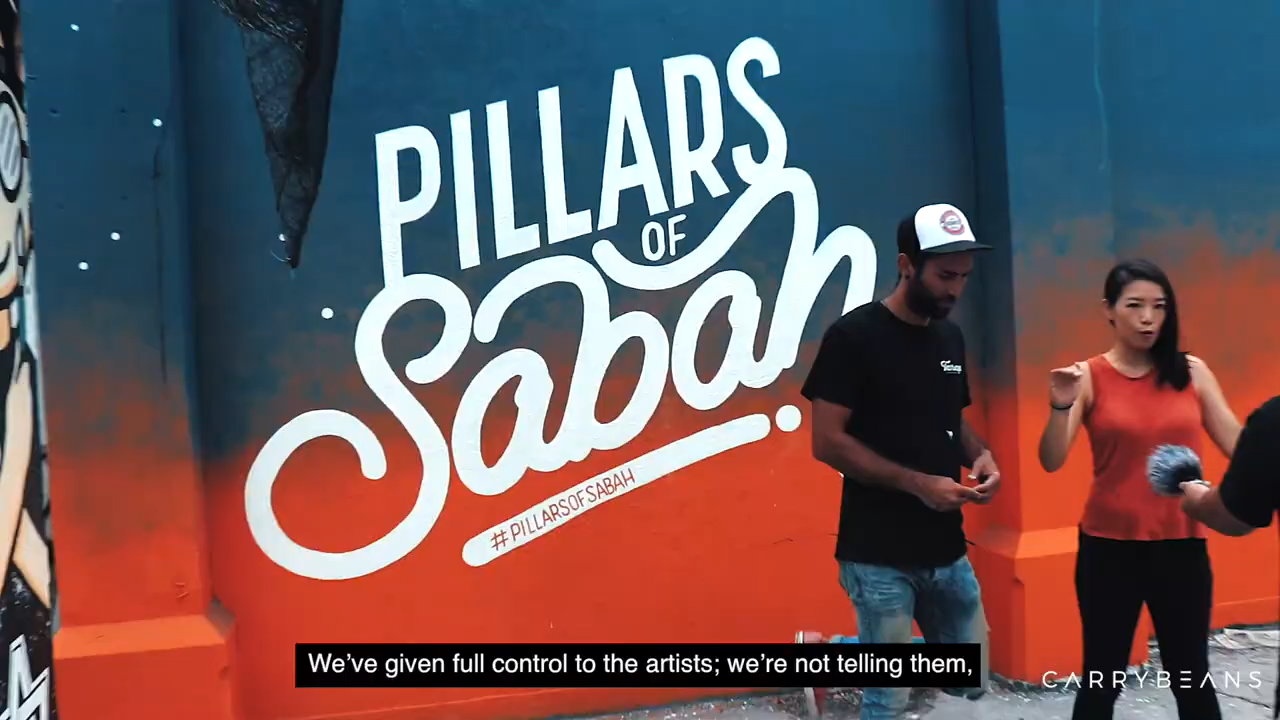 PILLARS
OF
Sabah.
#PILLARSOFSABAH
We've given full control to the artists; we're not telling them,
CARRYBEANS